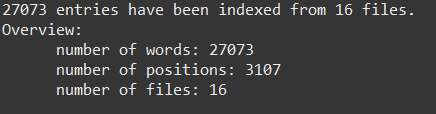 27073 entries have been indexed from 16 files.
Overview:
number of words: 27073
number of positions: 3107
number of files: 16